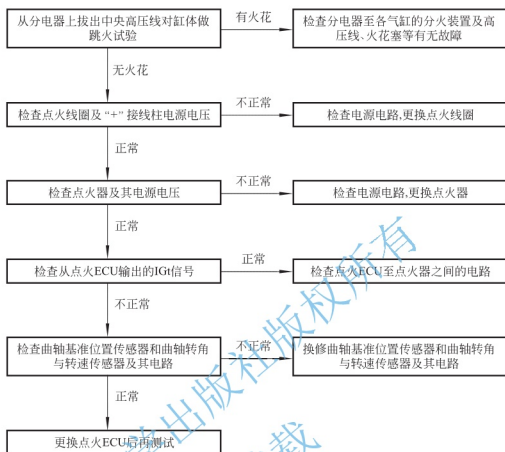 从分电器上拔出中央高压线对缸体做
跳火试验
有火花
检查分电器至各气缸的分火装置及高
压线、火花塞等有无故障
无火花
检查点火线圈及“+”接线柱电源电压
不正常
检查电源电路,更换点火线圈
正常
检查点火器及其电源电压
不正常
检查电源电路,更换点火器
正常
检查从点火ECU输出的IGt信号
正常
检查点火ECU至点火器之间的电路
不正常
检查曲轴基准位置传感器和曲轴转角
与转速传感器及其电路
不正常
换修曲轴基准位置传感器和曲轴转角
与转速传感器及其电路
正常
更换点火ECU后再测试
出版社版权所有
载